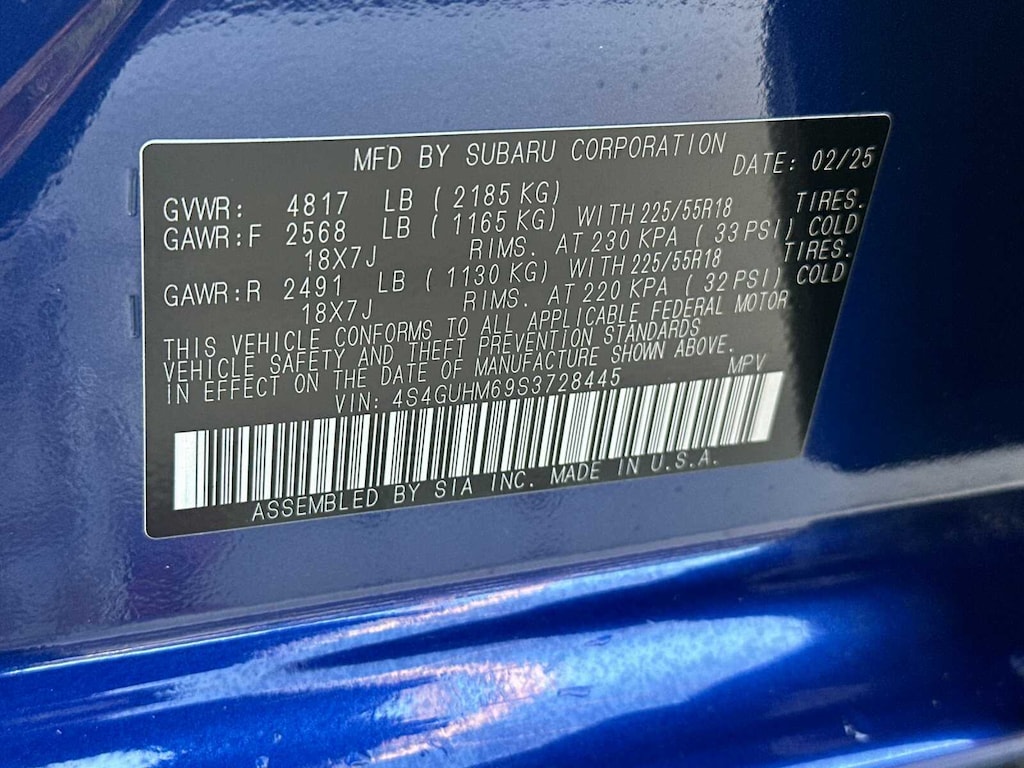 MFD BY SUBARU CORPORATION DATE: 02/25
GVWR: 4817 LB ( 2185 KG)
GAWR:F 2568 LB ( 1165 KG) WITH 225/55R18 TIRES.
18X7J RIMS. AT 230 KPA ( 33 PSI) COLD
GAWR:R 2491 LB ( 1130 KG) WITH 225/55R18 TIRES.
18X7J RIMS. AT 220 KPA ( 32 PSI) COLD
THIS VEHICLE CONFORMS TO ALL APPLICABLE FEDERAL MOTOR
VEHICLE SAFETY AND THEFT PREVENTION STANDARDS
IN EFFECT ON THE DATE OF MANUFACTURE SHOWN ABOVE.
VIN: 4S4GUHM69S3728445 MPV
ASSEMBLED BY SIA INC. MADE IN U.S.A.